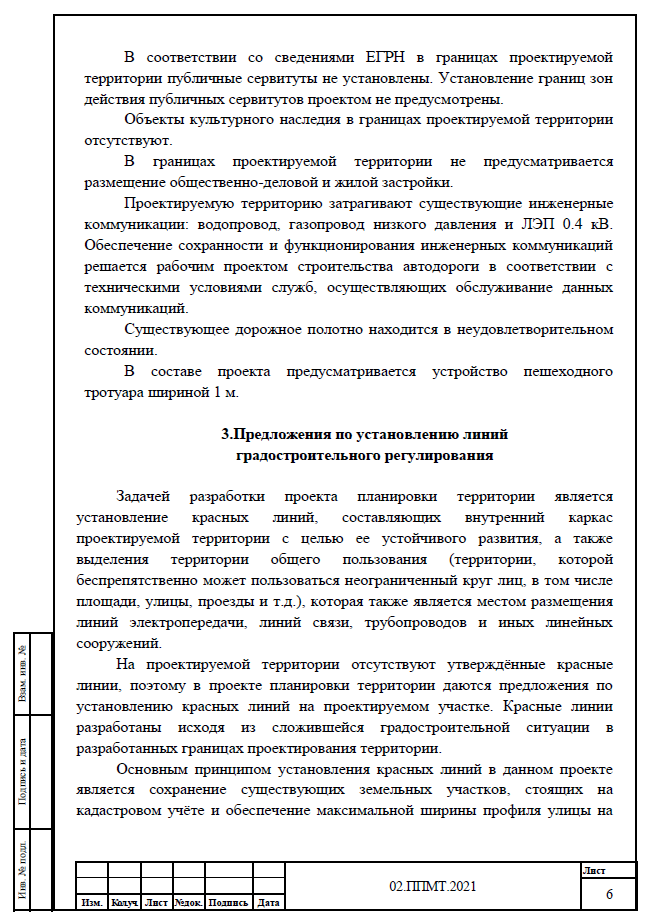 В соответствии со сведениями ЕГРН в границах проектируемой
территории публичные сервитуты не установлены. Установление границ зон
действия публичных сервитутов проектом не предусмотрены.
Объекты культурного наследия в границах проектируемой территории
отсутствуют.
В границах проектируемой территории не предусматривается
размещение общественно-деловой и жилой застройки.
Проектируемую территорию затрагивают существующие инженерные
коммуникации: водопровод, газопровод низкого давления и ЛЭП 0.4 кВ.
Обеспечение сохранности и функционирования инженерных коммуникаций
решается рабочим проектом строительства автодороги в соответствии с
техническими условиями служб, осуществляющих обслуживание данных
коммуникаций.
Существующее дорожное полотно находится в неудовлетворительном
состоянии.
В составе проекта предусматривается устройство пешеходного
тротуара шириной 1 м.
3.Предложения по установлению линий
градостроительного регулирования
Задачей разработки проекта планировки территории является
установление красных линий, составляющих внутренний каркас
проектируемой территории с целью ее устойчивого развития, а также
выделения территории общего пользования (территории, которой
беспрепятственно может пользоваться неограниченный круг лиц, в том числе
площади, улицы, проезды и т.д.), которая также является местом размещения
линий электропередачи, линий связи, трубопроводов и иных линейных
сооружений.
На проектируемой территории отсутствуют утверждённые красные
линии, поэтому в проекте планировки территории даются предложения по
установлению красных линий на проектируемом участке. Красные линии
разработаны исходя из сложившейся градостроительной ситуации в
разработанных границах проектирования территории.
Основным принципом установления красных линий в данном проекте
является сохранение существующих земельных участков, стоящих на
кадастровом учёте и обеспечение максимальной ширины профиля улицы на
Взам. инв. №
Подпись и дата
Инв. № подл.
Изм. Колуч Лист №док. Подпись Дата
02.ППМТ.2021
Лист
6